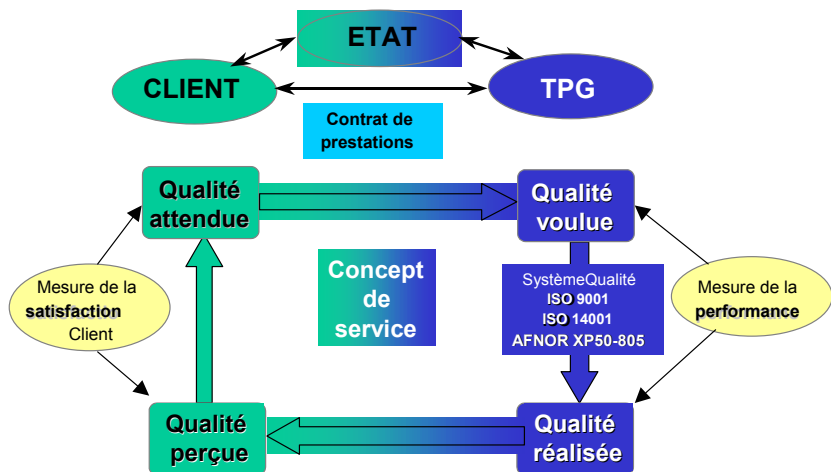 ETAT
CLIENT
TPG
Contrat de
prestations
Qualité
attendue
Qualité
voulue
Mesure de la
satisfaction
Client
Concept
de
service
SystèmeQualité
ISO 9001
ISO 14001
AFNOR XP50-805
Mesure de la
performance
Qualité
perçue
Qualité
réalisée